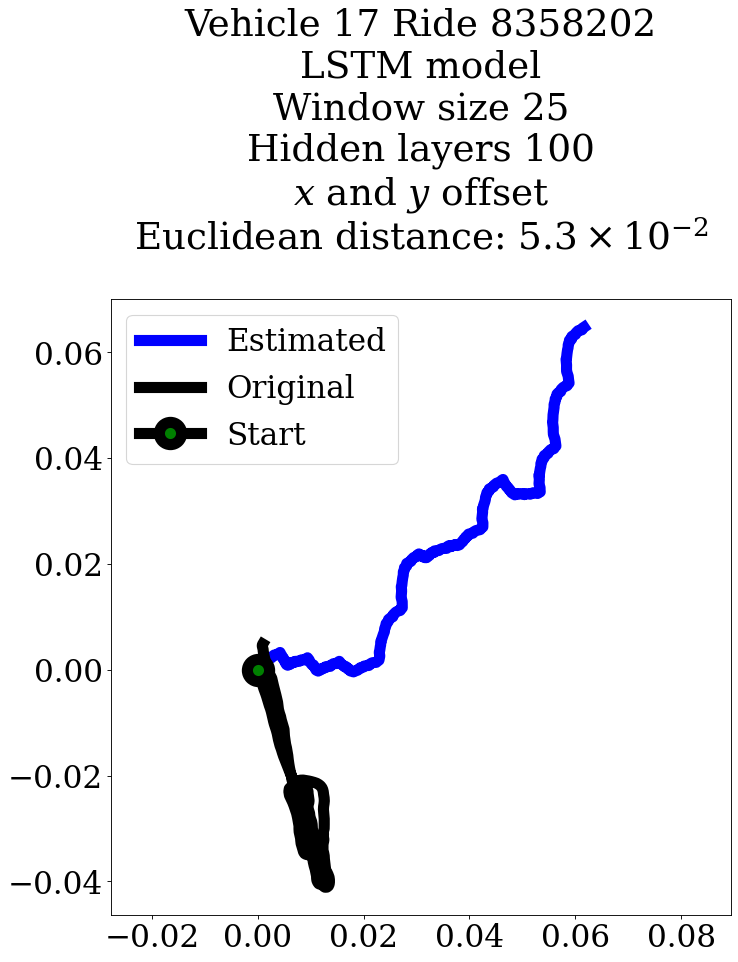 Vehicle 17 Ride 8358202
LSTM model
Window size 25
Hidden layers 100
x and y offset
Euclidean distance: 5.3 × 10⁻²
Estimated
Original
Start
0.06
0.04
0.02
0.00
−0.02
−0.04
−0.02 0.00 0.02 0.04 0.06 0.08